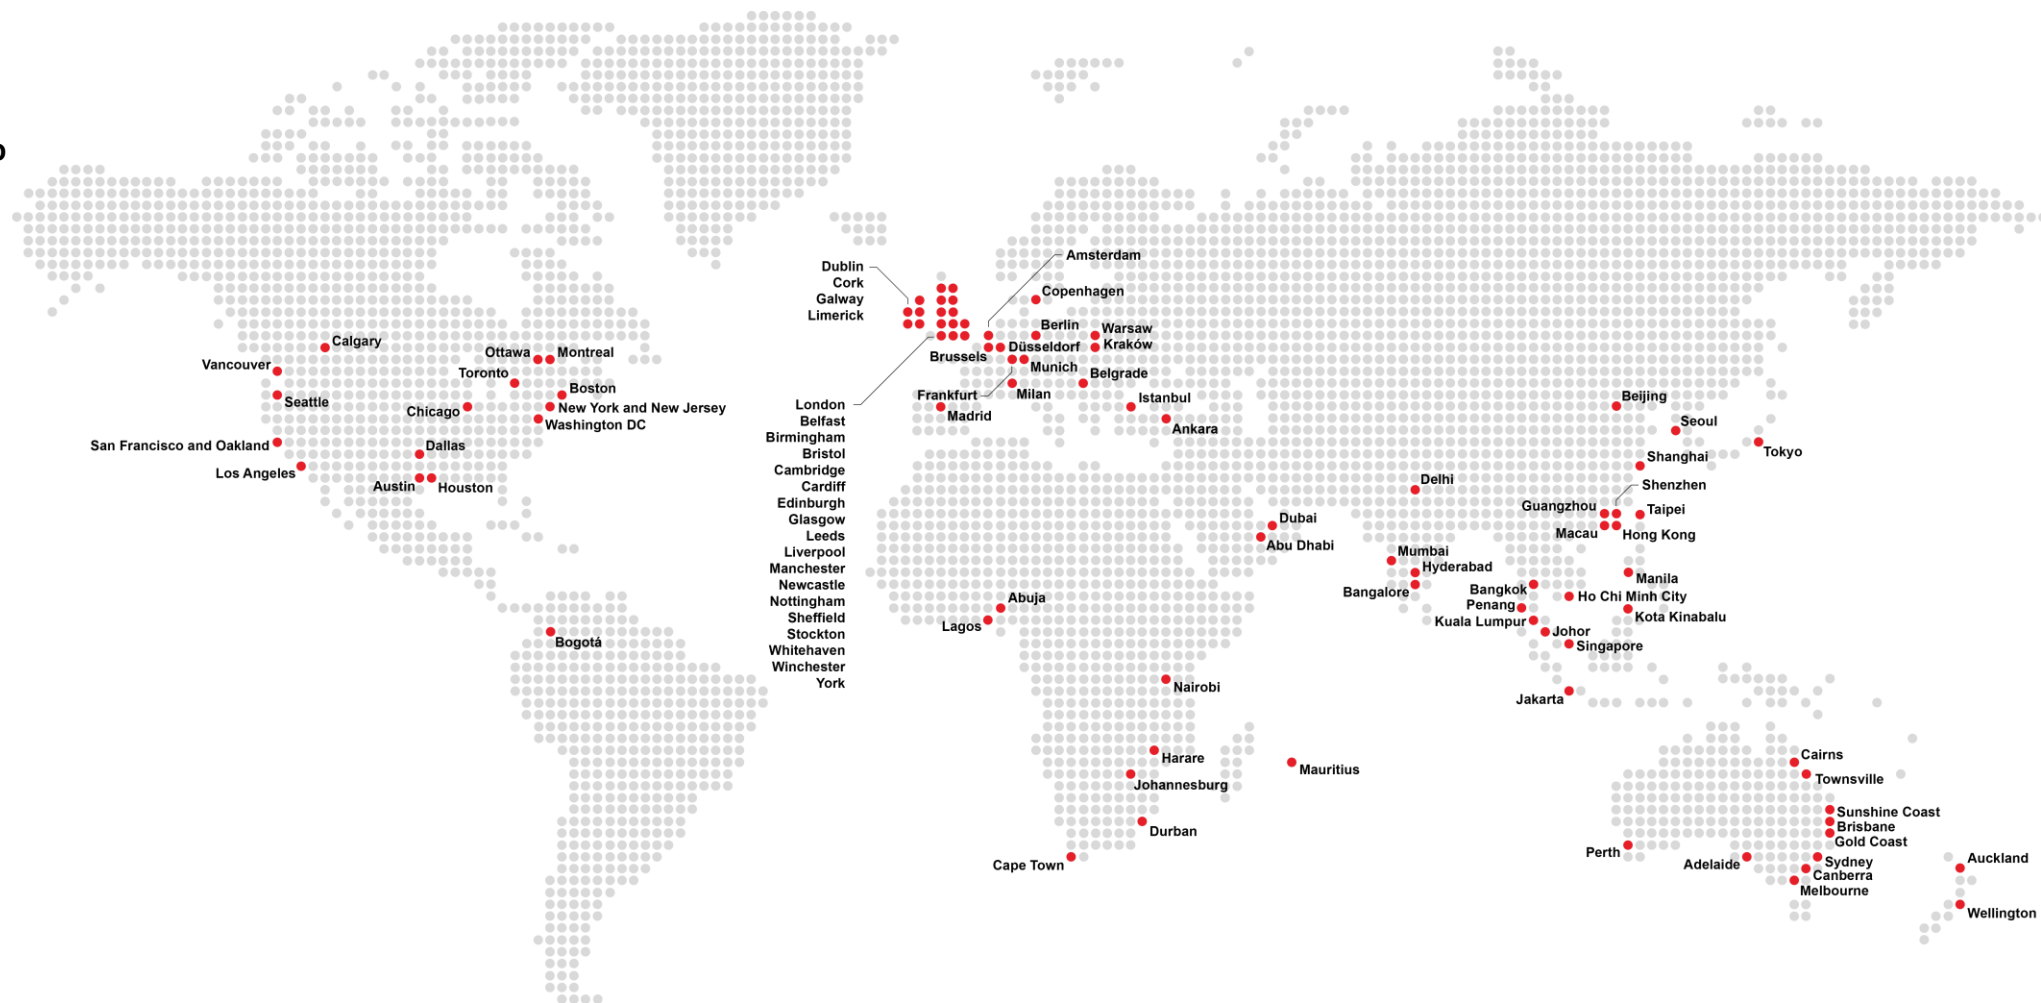 Amsterdam
Dublin
Cork
Galway
Limerick
Copenhagen
Berlin
Warsaw
Kraków
Düsseldorf
Brussels
Munich
Belgrade
Frankfurt
Milan
Madrid
Istanbul
Ankara
Calgary
Vancouver
Seattle
Ottawa
Montreal
Toronto
Boston
Chicago
New York and New Jersey
Washington DC
San Francisco and Oakland
Los Angeles
Dallas
Austin
Houston
Bogotá
London
Belfast
Birmingham
Bristol
Cambridge
Cardiff
Edinburgh
Glasgow
Leeds
Liverpool
Manchester
Newcastle
Nottingham
Sheffield
Stockton
Whitehaven
Winchester
York
Abuja
Lagos
Nairobi
Harare
Johannesburg
Durban
Cape Town
Mauritius
Dubai
Abu Dhabi
Delhi
Mumbai
Hyderabad
Bangalore
Beijing
Seoul
Tokyo
Shanghai
Shenzhen
Guangzhou
Taipei
Macau
Hong Kong
Manila
Bangkok
Ho Chi Minh City
Penang
Kota Kinabalu
Kuala Lumpur
Johor
Singapore
Jakarta
Cairns
Townsville
Sunshine Coast
Brisbane
Gold Coast
Perth
Adelaide
Sydney
Canberra
Melbourne
Auckland
Wellington